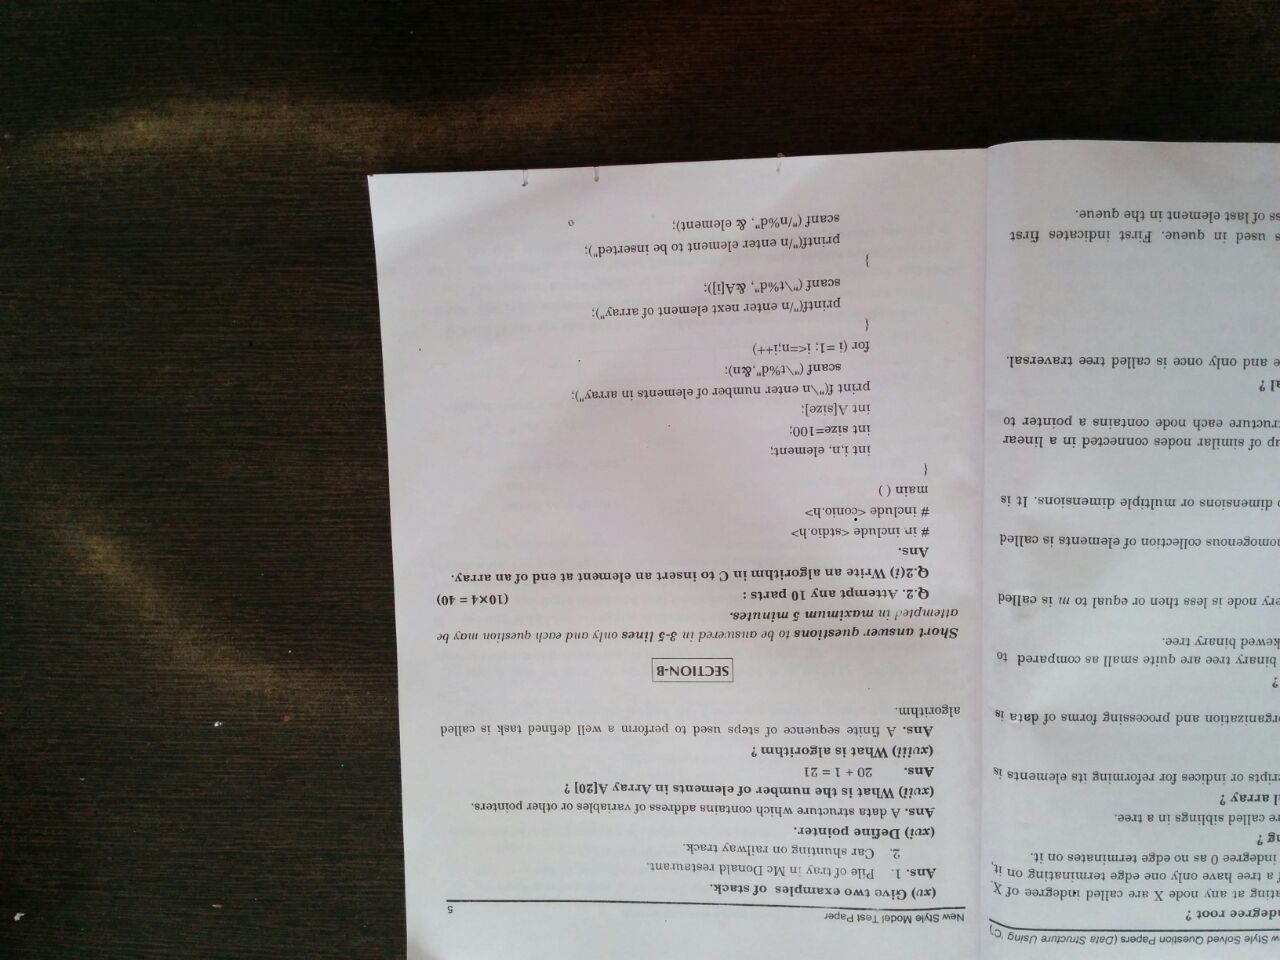 New Style Model Test Paper 5
(xv) Give two examples of stack.
Ans. 1. Pile of tray in Mc Donald restaurant.
2. Car shunting on railway track.
(xvi) Define pointer.
Ans. A data structure which contains address of variables or other pointers.
(xvii) What is the number of elements in Array A[20] ?
Ans. 20 + 1 = 21
(xviii) What is algorithm ?
Ans. A finite sequence of steps used to perform a well defined task is called
algorithm.
SECTION-B
Short answer questions to be answered in 3-5 lines only and each question may be
attempted in maximum 5 minutes.
Q.2. Attempt any 10 parts : (10×4 = 40)
Q.2(i) Write an algorithm in C to insert an element at end of an array.
Ans.
# in include <stdio.h>
# include <conio.h>
main ( )
{
int i,n, element;
int size=100;
int A[size];
print f("\n enter number of elements in array");
scanf ("\t%d",&n);
for (i =1; i<=n;i++)
{
printf("/n enter next element of array");
scanf ("\t%d", &A[i]);
}
printf("/n enter element to be inserted");
scanf ("/n%d", & element);
Style Solved Question Papers (Data Structure Using 'C')
root ?
at any node X are called indegree of X.
a tree have only one edge terminating on it,
indegree 0 as no edge terminates on it.
?
called siblings in a tree.
array ?
or indices for reforming its elements is
and processing forms of data is
?
binary tree are quite small as compared to
binary tree.
node is less then or equal to m is called
collection of elements is called
dimensions or multiple dimensions. It is
of similar nodes connected in a linear
each node contains a pointer to
?
and only once is called tree traversal.
used in queue. First indicates first
of last element in the queue.